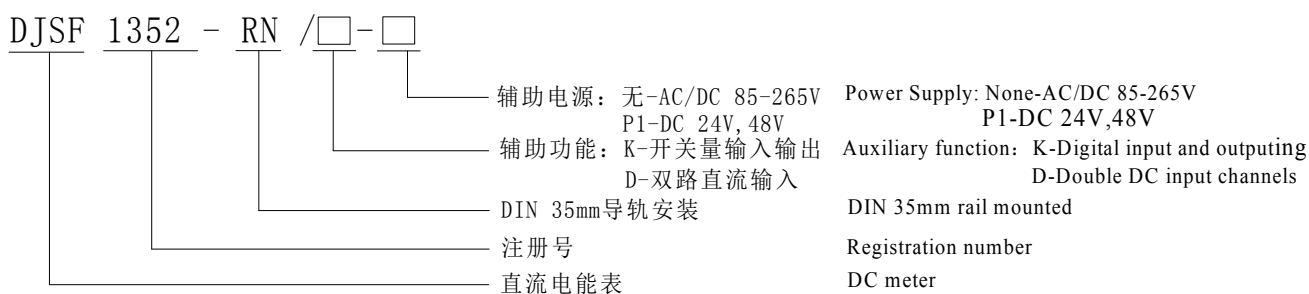 DJSF 1352 - RN /□-□
辅助电源：无-AC/DC 85-265V Power Supply: None-AC/DC 85-265V
P1-DC 24V,48V P1-DC 24V,48V
辅助功能：K-开关量输入输出 Auxiliary function：K-Digital input and outputing
D-双路直流输入 D-Double DC input channels
DIN 35mm导轨安装 DIN 35mm rail mounted
注册号 Registration number
直流电能表 DC meter